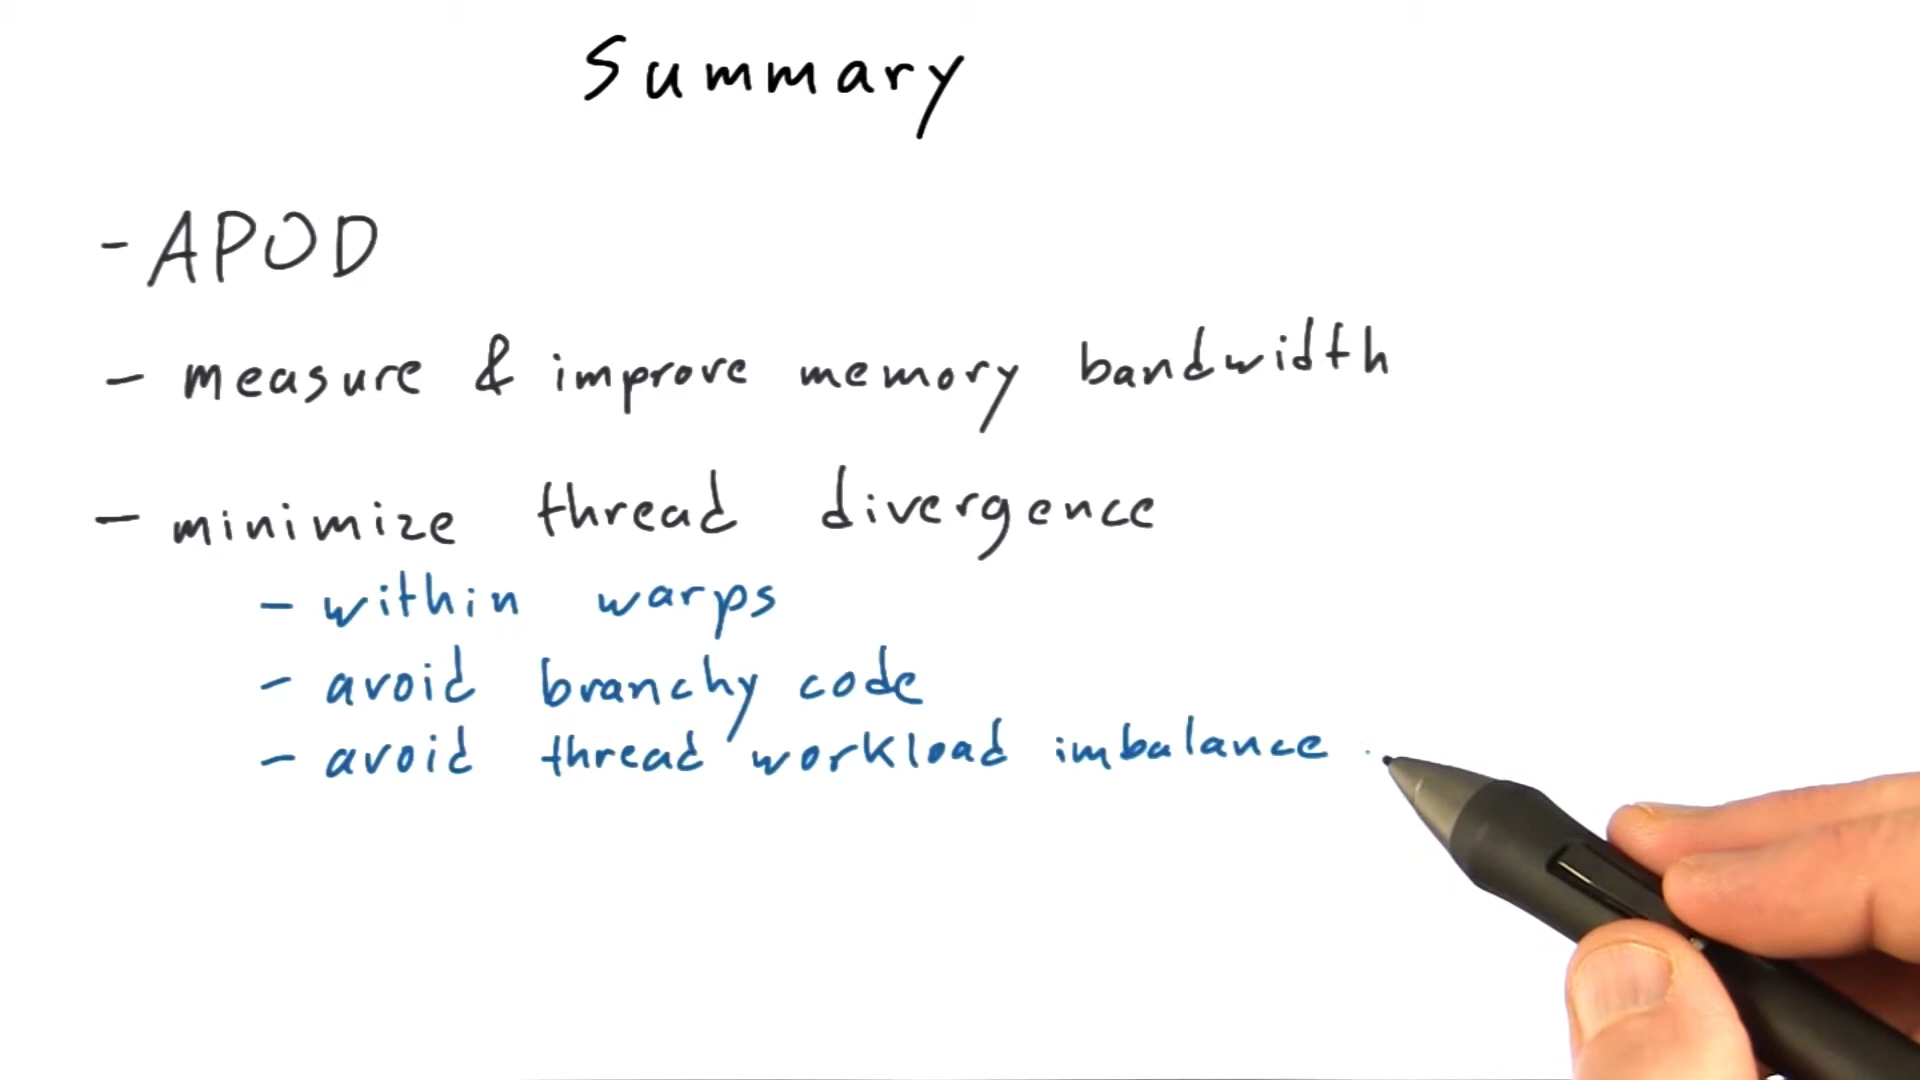 Summary
- APOD
- measure & improve memory bandwidth
- minimize thread divergence
- within warps
- avoid branchy code
- avoid thread workload imbalance